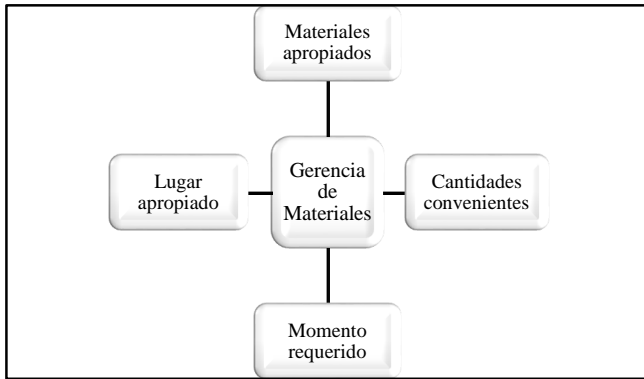 Materiales
apropiados
Lugar
apropiado
Gerencia
de
Materiales
Cantidades
convenientes
Momento
requerido